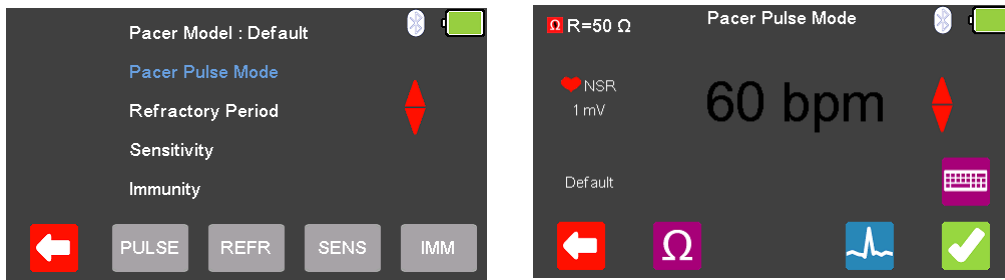 Pacer Model : Default
Pacer Pulse Mode
Refractory Period
Sensitivity
Immunity
PULSE REFR SENS IMM
Ω R=50 Ω Pacer Pulse Mode
NSR
1 mV
60 bpm
Default
Ω